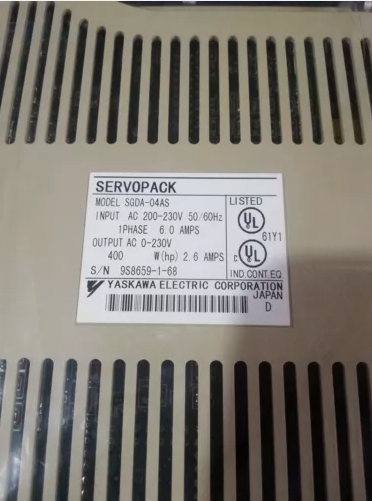 SERVOPACK
MODEL SGDA-04AS
INPUT AC 200-230V 50/60Hz
1PHASE 6.0 AMPS
OUTPUT AC 0-230V
400 W(hp) 2.6 AMPS
S/N 9S8659-1-68
LISTED
UL
61Y1
c UL
IND.CONT.EQ
YASKAWA ELECTRIC CORPORATION
JAPAN
D